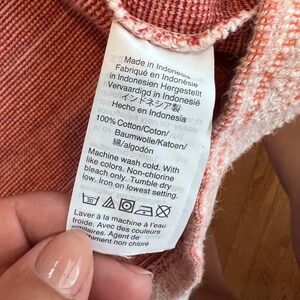 Made in Indonesia
Fabriqué en Indonésie
in Indonesien Hergestellt
Vervaardigd in Indonesië
インドネシア製
Hecho en Indonesia
100% Cotton/Coton/
Baumwolle/Katoen/
綿/algodón
Machine wash cold. With
like colors. Non-chlorine
bleach only. Tumble dry
low. Iron on lowest setting.
Laver à la machine à l'eau
froide. Avec des couleurs
similaires. Agent de
non chloré